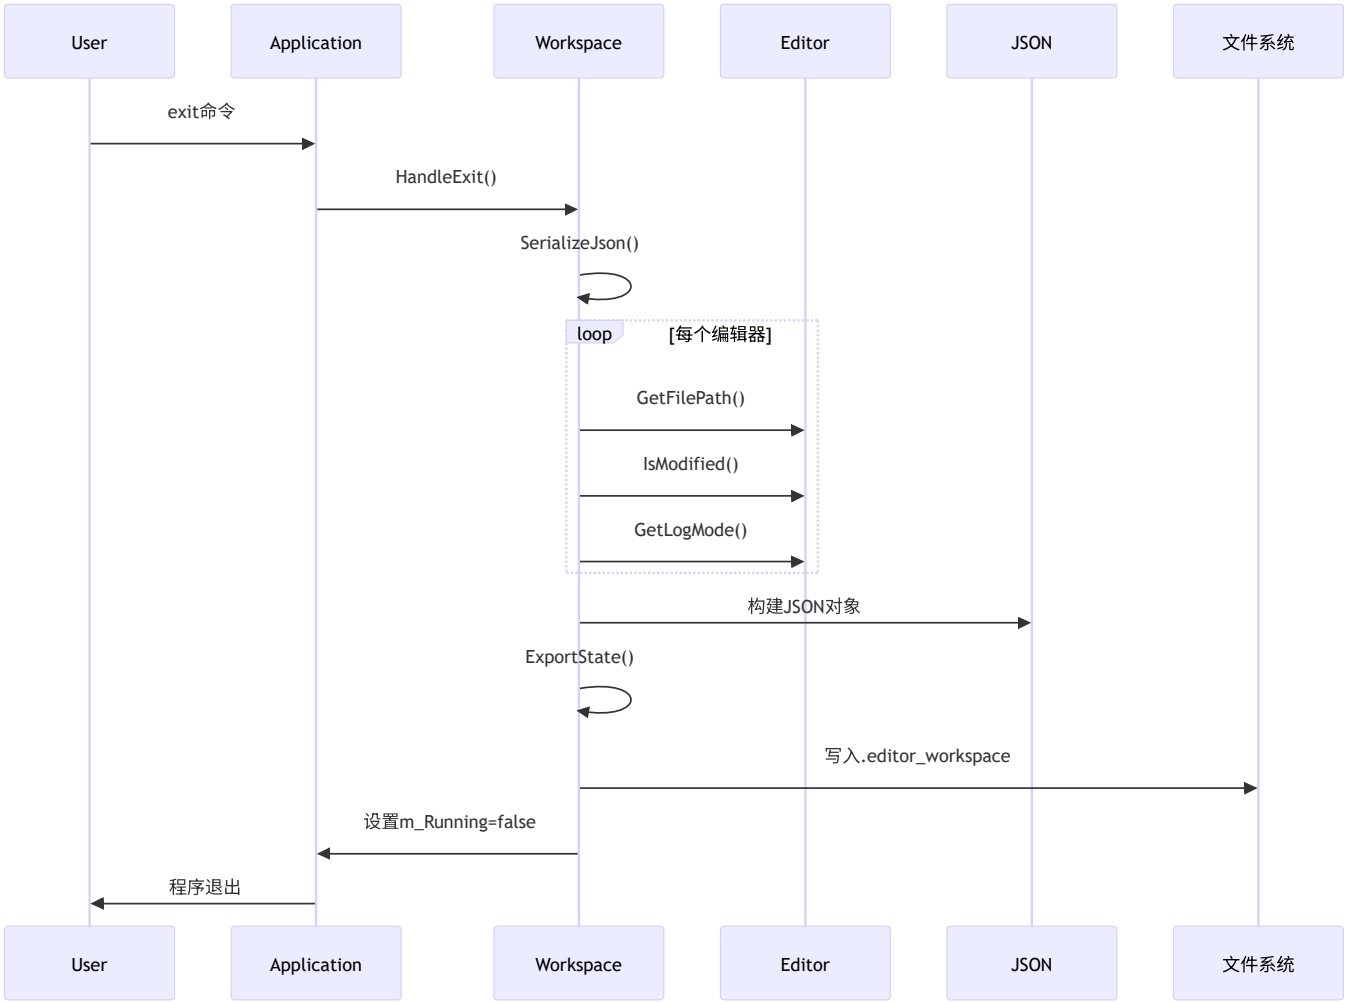 User
Application
Workspace
Editor
JSON
文件系统
exit命令
HandleExit()
SerializeJson()
loop
[每个编辑器]
GetFilePath()
IsModified()
GetLogMode()
构建JSON对象
ExportState()
写入.editor_workspace
设置m_Running=false
程序退出
User
Application
Workspace
Editor
JSON
文件系统